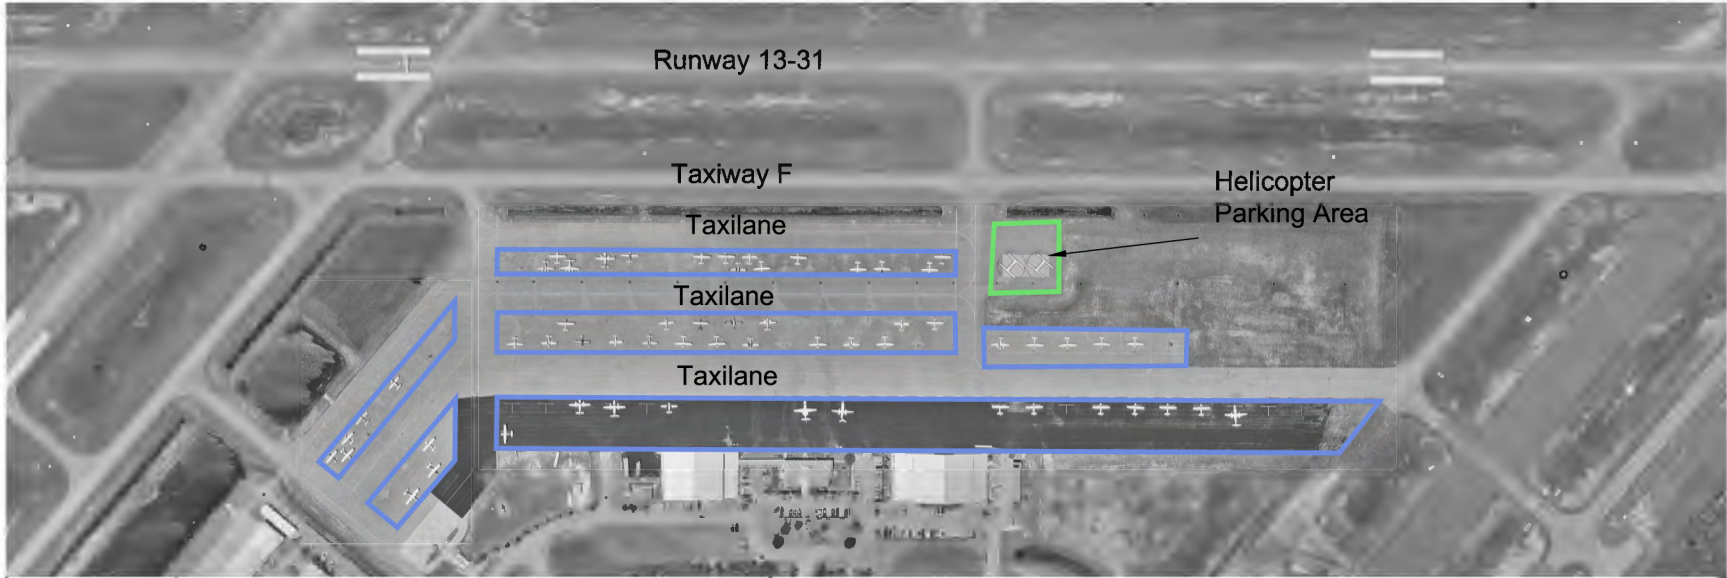 Runway 13-31
Taxiway F
Helicopter
Parking Area
Taxilane
Taxilane
Taxilane